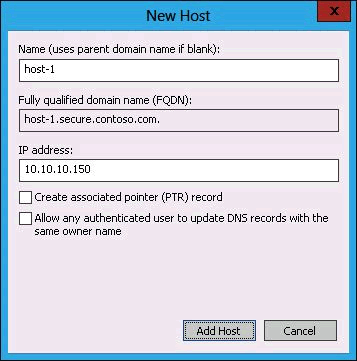 New Host
x
Name (uses parent domain name if blank):
host-1
Fully qualified domain name (FQDN):
host-1.secure.contoso.com.
IP address:
10.10.10.150
Create associated pointer (PTR) record
Allow any authenticated user to update DNS records with the
same owner name
Add Host
Cancel